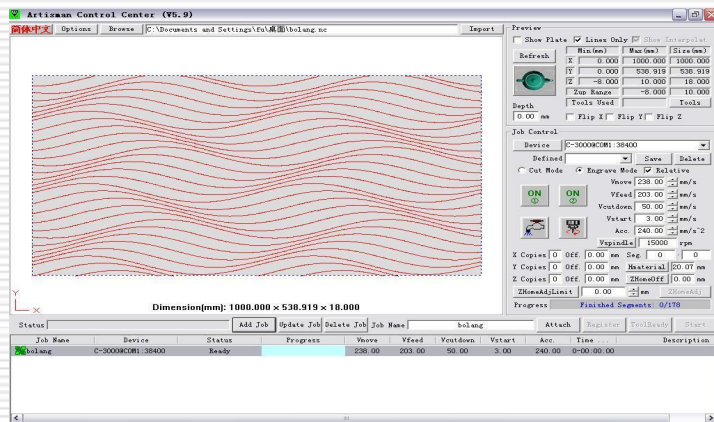 Artizman Control Center (V5.9)
简体中文 Options Browse C:\Documents and Settings\fu\桌面\bolang.nc Import
Preview
Show Plate Lines Only Show Interpolat
Refresh Min(mm) Max(mm) Size(mm)
X 0.000 1000.000 1000.000
Y 0.000 538.919 538.919
Z -8.000 10.000 18.000
Zup Range -8.000 10.000
Depth Tools Used Tools
0.00 mm Flip X Flip Y Flip Z
Job Control
Device C-3000@COM1:38400
Defined Save Delete
Cut Mode Engrave Mode Relative
Vmove 238.00 mm/s
ON ON Vfeed 203.00 mm/s
Vcutdown 50.00 mm/s
Vstart 3.00 mm/s
Acc. 240.00 mm/s^2
Vspindle 15000 rpm
X Copies 0 Off. 0.00 mm Seg. 0 0
Y Copies 0 Off. 0.00 mm Hmaterial 20.07 mm
Z Copies 0 Off. 0.00 mm ZHomeOff 0.00 mm
ZHomeAdjLimit 0.00 mm ZHomeAdj
Progress Finished Segments: 0/178
Y
X
Dimension(mm): 1000.000 × 538.919 × 18.000
Status Add Job Update Job Delete Job Job Name bolang Attach Register ToolReady Start
Job Name Device Status Progress Vmove Vfeed Vcutdown Vstart Acc. Time ... Description
bolang C-3000@COM1:38400 Ready 238.00 203.00 50.00 3.00 240.00 0-00:00:00